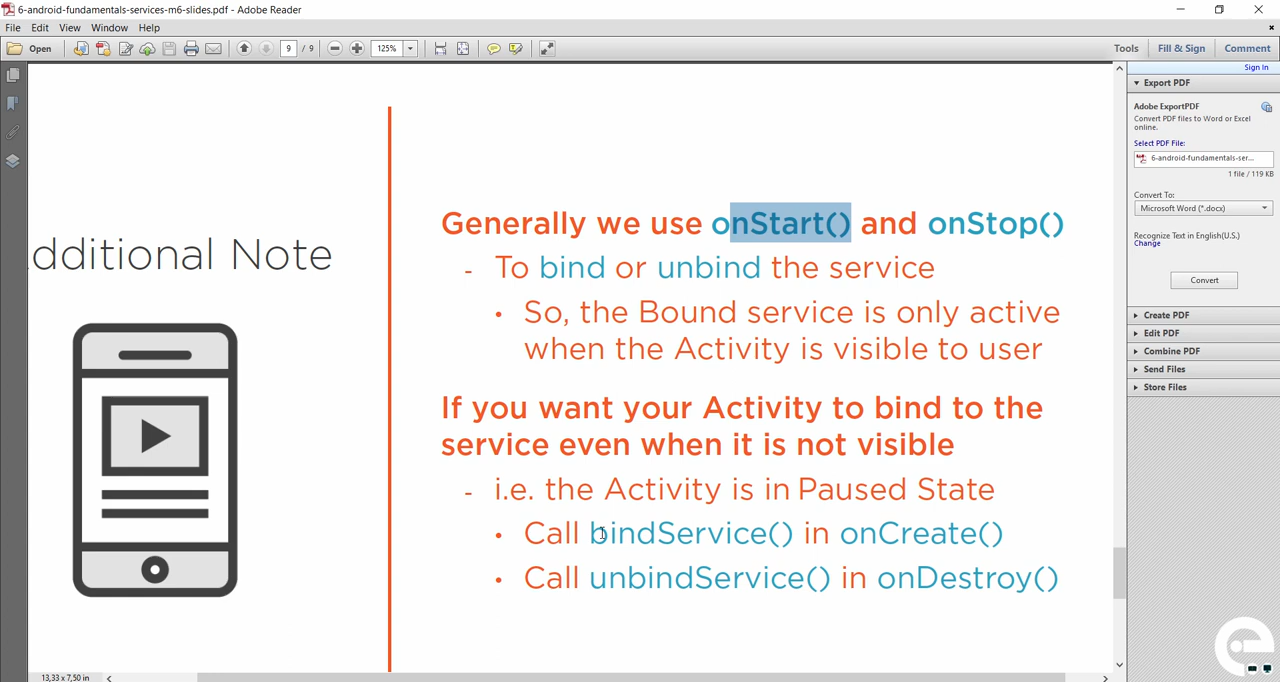 6-android-fundamentals-services-m6-slides.pdf - Adobe Reader
File Edit View Window Help
Open 9 / 9 125% Tools Fill & Sign Comment
Sign In
Export PDF
Adobe ExportPDF
Convert PDF files to Word or Excel
online.
Select PDF File:
6-android-fundamentals-ser...
1 file / 119 KB
Convert To:
Microsoft Word (*.docx)
Recognize Text in English(U.S.)
Change
Convert
Create PDF
Edit PDF
Combine PDF
Send Files
Store Files
dditional Note
Generally we use onStart() and onStop()
- To bind or unbind the service
• So, the Bound service is only active
when the Activity is visible to user
If you want your Activity to bind to the
service even when it is not visible
- i.e. the Activity is in Paused State
• Call bindService() in onCreate()
• Call unbindService() in onDestroy()
13,33 x 7,50 in